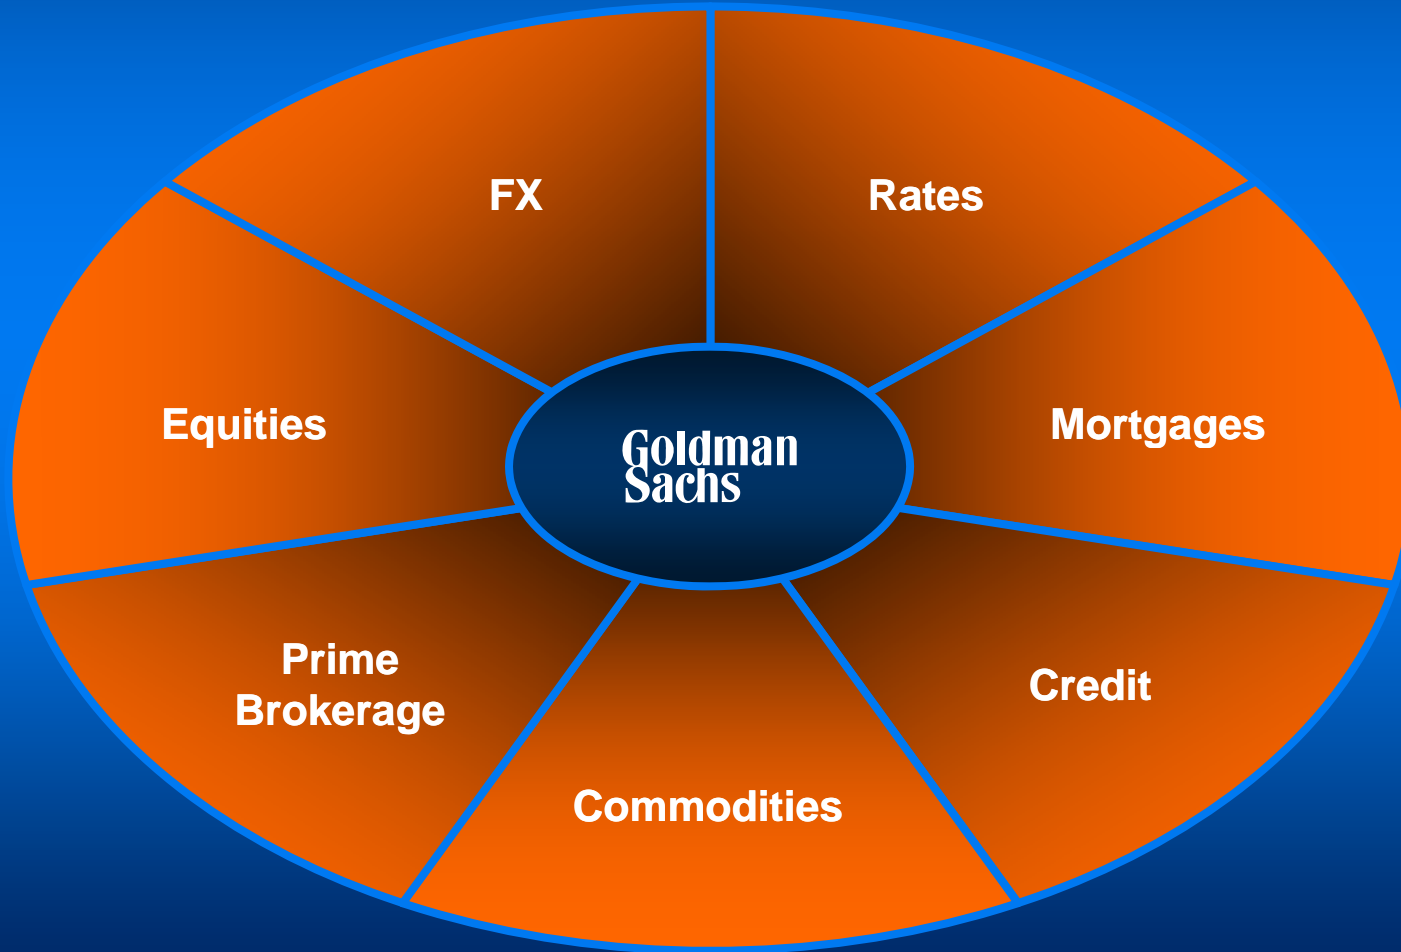 FX
Rates
Equities
Mortgages
Goldman
Sachs
Prime
Brokerage
Credit
Commodities